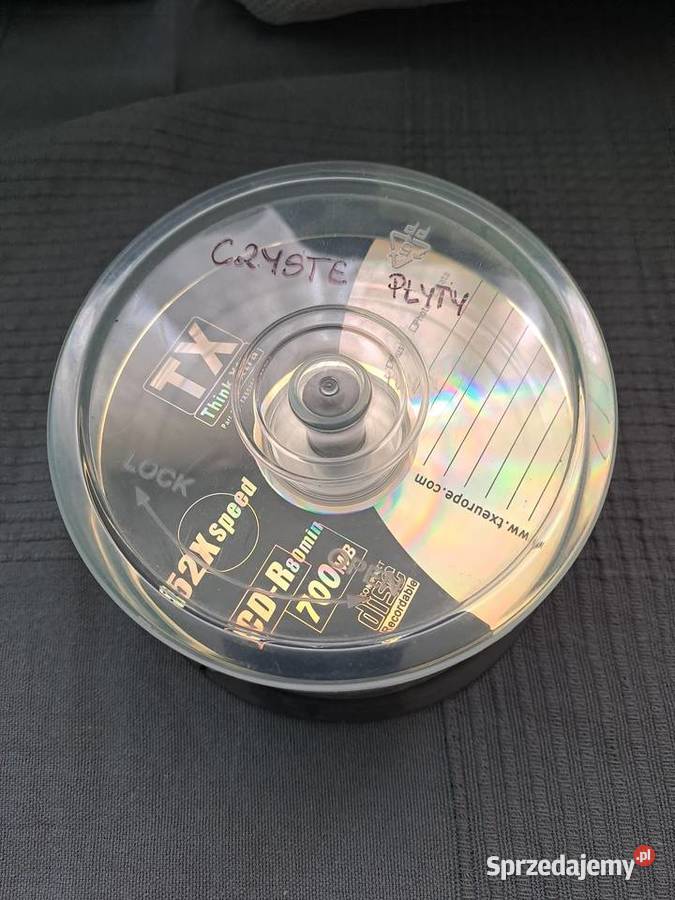 CZYSTE PŁYTY
TX
Think Xtra
LOCK
52X Speed
CD-R 80min
700MB
COMPACT
disc
Recordable
www.txeurope.com
Sprzedajemy.pl